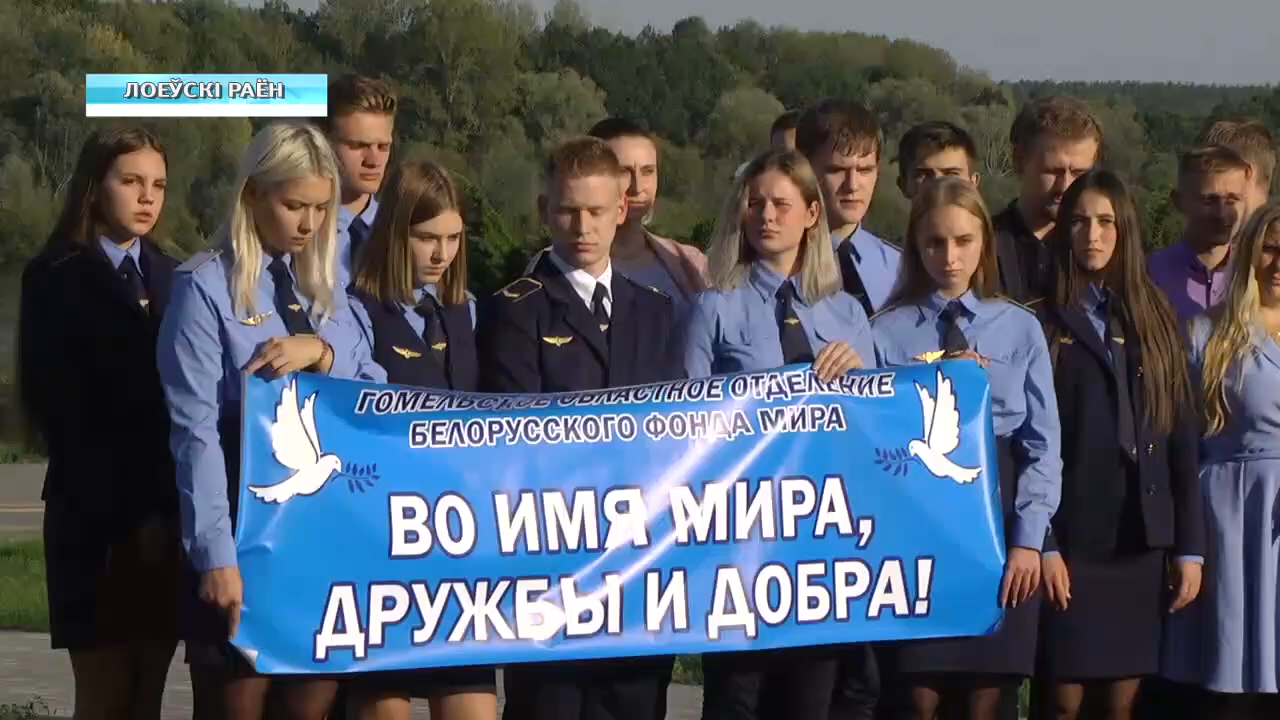 ЛОЕЎСКІ РАЁН
ГОМЕЛЬСКОЕ ОБЛАСТНОЕ ОТДЕЛЕНИЕ
БЕЛОРУССКОГО ФОНДА МИРА
ВО ИМЯ МИРА,
ДРУЖБЫ И ДОБРА!